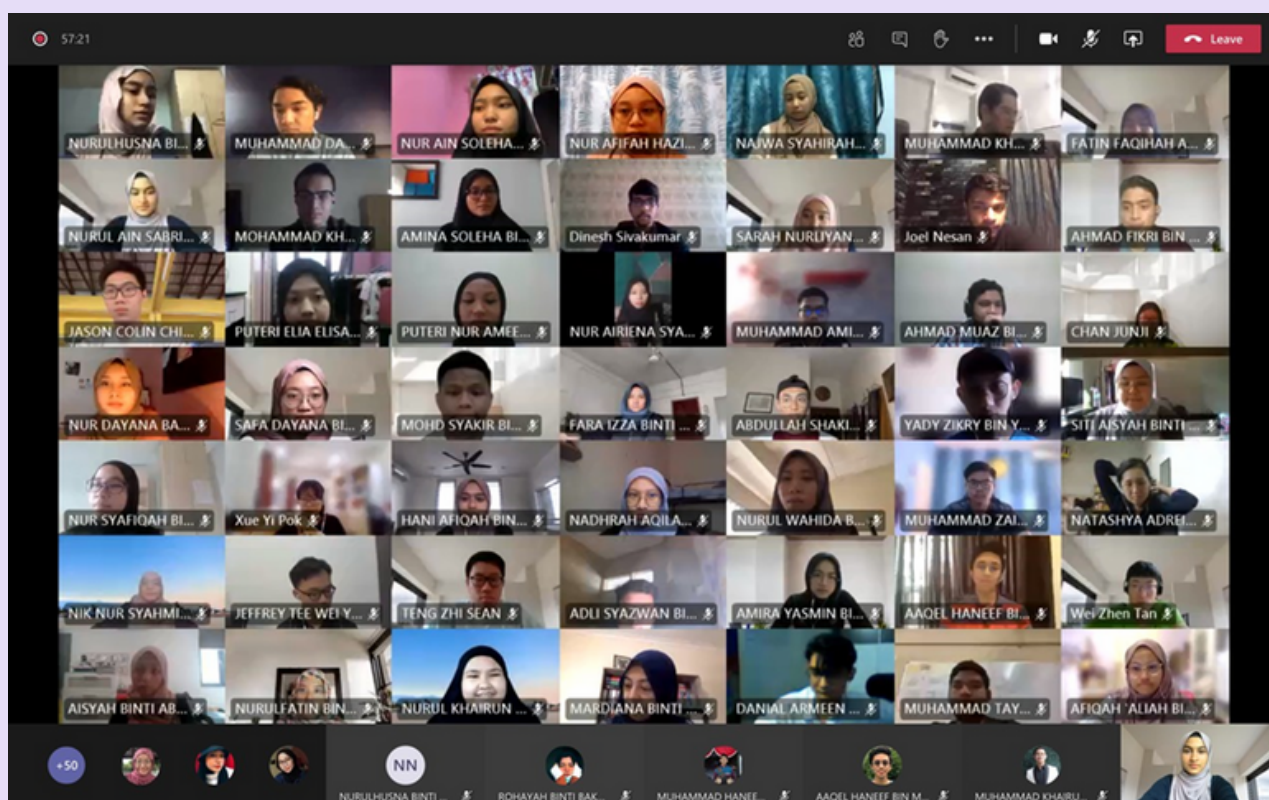 57:21
Leave
NURULHUSNA BI...
MUHAMMAD DA...
NUR AIN SOLEHA...
NUR AFIFAH HAZI...
NAJWA SYAHIRAH...
MUHAMMAD KH...
FATIN FAQIHAH A...
NURUL AIN SABRI...
MOHAMMAD KH...
AMINA SOLEHA BI...
Dinesh Sivakumar
SARAH NURLIYAN...
Joel Nesan
AHMAD FIKRI BIN ...
JASON COLIN CHI...
PUTERI ELIA ELISA...
PUTERI NUR AMEE...
NUR AIRIENA SYA...
MUHAMMAD AMI...
AHMAD MUAZ BI...
CHAN JUNJI
NUR DAYANA BA...
SAFA DAYANA BI...
MOHD SYAKIR BI...
FARA IZZA BINTI ...
ABDULLAH SHAKI...
YADY ZIKRY BIN Y...
SITI AISYAH BINTI ...
NUR SYAFIQAH BI...
Xue Yi Pok
HANI AFIQAH BIN...
NADHRAH AQILA...
NURUL WAHIDA B...
MUHAMMAD ZAI...
NATASHYA ADREI...
NIK NUR SYAHMI...
JEFFREY TEE WEI Y...
TENG ZHI SEAN
ADLI SYAZWAN BI...
AMIRA YASMIN BI...
AAQEL HANEEF BI...
Wei Zhen Tan
AISYAH BINTI AB...
NURULFATIN BIN...
NURUL KHAIRUN ...
MARDIANA BINTI ...
DANIAL ARMEEN ...
MUHAMMAD TAY...
AFIQAH 'ALIAH BI...
+50
NN
NURULHUSNA BINTI ...
ROHAYAH BINTI BAK...
MUHAMMAD HANEE...
AAQEL HANEEF BIN M...
MUHAMMAD KHAIRU...